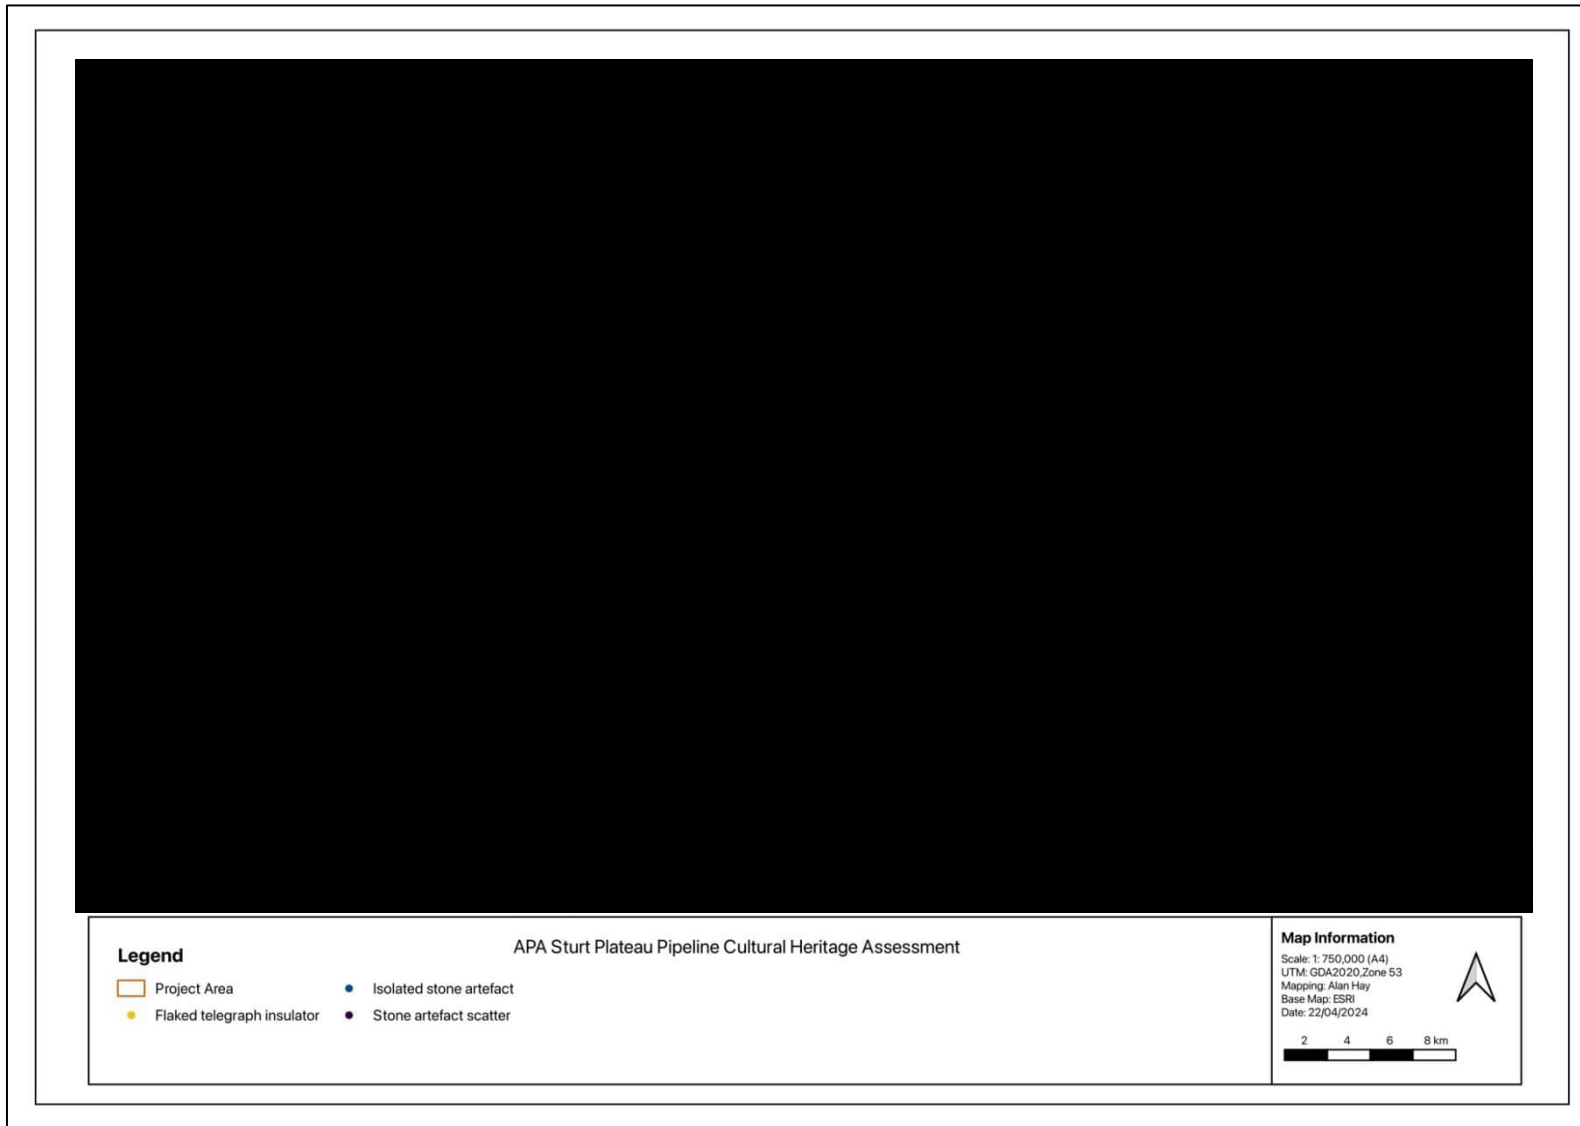 APA Sturt Plateau Pipeline Cultural Heritage Assessment
Legend
Project Area
Flaked telegraph insulator
Isolated stone artefact
Stone artefact scatter
Map Information
Scale: 1: 750,000 (A4)
UTM: GDA2020,Zone 53
Mapping: Alan Hay
Base Map: ESRI
Date: 22/04/2024
2 4 6 8 km